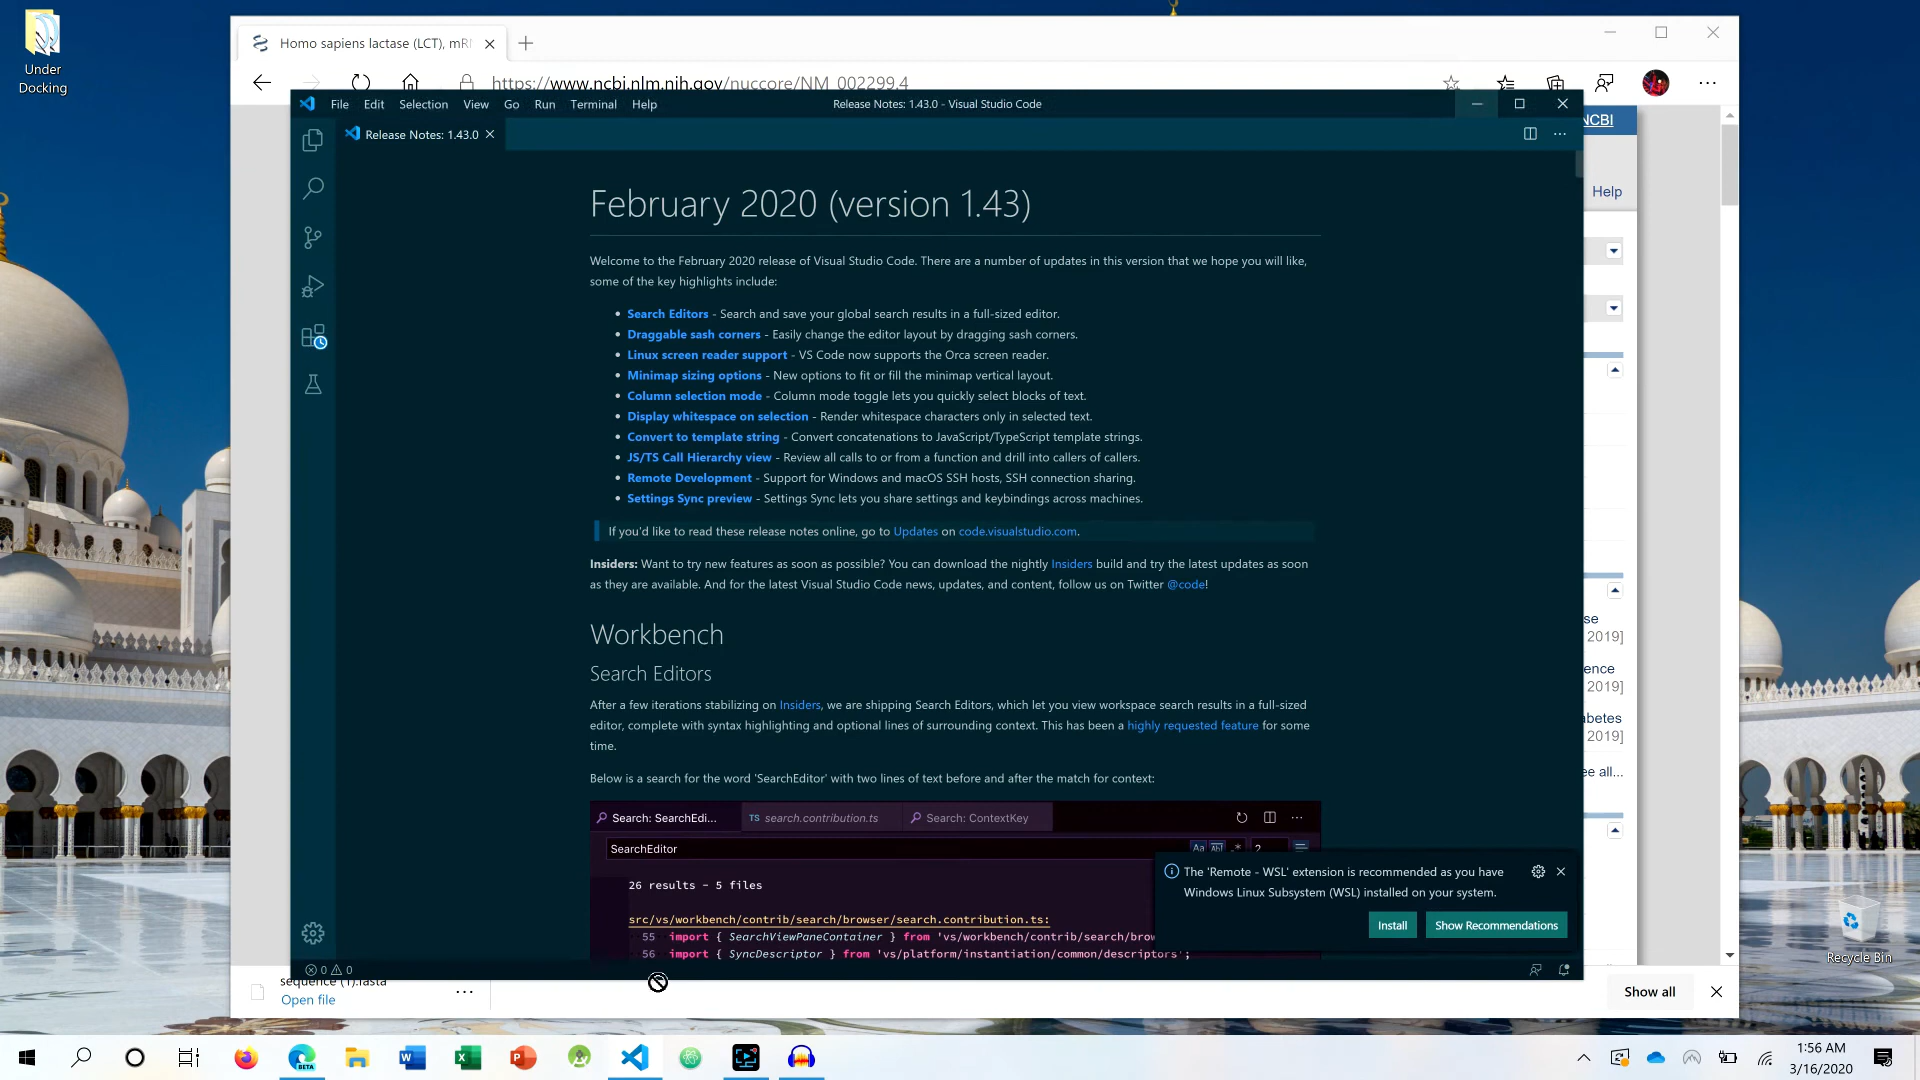 Under
Docking
Homo sapiens lactase (LCT), mR
https://www.ncbi.nlm.nih.gov/nuccore/NM_002299.4
File Edit Selection View Go Run Terminal Help
Release Notes: 1.43.0 - Visual Studio Code
NCBI
Release Notes: 1.43.0
Help
February 2020 (version 1.43)
Welcome to the February 2020 release of Visual Studio Code. There are a number of updates in this version that we hope you will like,
some of the key highlights include:
• Search Editors - Search and save your global search results in a full-sized editor.
• Draggable sash corners - Easily change the editor layout by dragging sash corners.
• Linux screen reader support - VS Code now supports the Orca screen reader.
• Minimap sizing options - New options to fit or fill the minimap vertical layout.
• Column selection mode - Column mode toggle lets you quickly select blocks of text.
• Display whitespace on selection - Render whitespace characters only in selected text.
• Convert to template string - Convert concatenations to JavaScript/TypeScript template strings.
• JS/TS Call Hierarchy view - Review all calls to or from a function and drill into callers of callers.
• Remote Development - Support for Windows and macOS SSH hosts, SSH connection sharing.
• Settings Sync preview - Settings Sync lets you share settings and keybindings across machines.
If you'd like to read these release notes online, go to Updates on code.visualstudio.com.
Insiders: Want to try new features as soon as possible? You can download the nightly Insiders build and try the latest updates as soon
as they are available. And for the latest Visual Studio Code news, updates, and content, follow us on Twitter @code!
se
2019]
ence
2019]
abetes
2019]
ee all...
Workbench
Search Editors
After a few iterations stabilizing on Insiders, we are shipping Search Editors, which let you view workspace search results in a full-sized
editor, complete with syntax highlighting and optional lines of surrounding context. This has been a highly requested feature for some
time.
Below is a search for the word 'SearchEditor' with two lines of text before and after the match for context:
Search: SearchEdi... TS search.contribution.ts Search: ContextKey
SearchEditor Aa Abl .* 2
26 results - 5 files
src/vs/workbench/contrib/search/browser/search.contribution.ts:
55 import { SearchViewPaneContainer } from 'vs/workbench/contrib/search/brow
56 import { SyncDescriptor } from 'vs/platform/instantiation/common/descriptors';
The 'Remote - WSL' extension is recommended as you have
Windows Linux Subsystem (WSL) installed on your system.
Install Show Recommendations
0 0
Recycle Bin
sequence (1).fasta
Open file
Show all
BETA
1:56 AM
3/16/2020